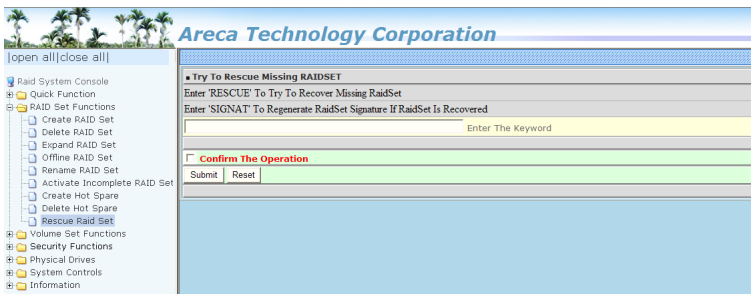 Areca Technology Corporation
|open all|close all|
Raid System Console
Quick Function
RAID Set Functions
Create RAID Set
Delete RAID Set
Expand RAID Set
Offline RAID Set
Rename RAID Set
Activate Incomplete RAID Set
Create Hot Spare
Delete Hot Spare
Rescue Raid Set
Volume Set Functions
Security Functions
Physical Drives
System Controls
Information
Try To Rescue Missing RAIDSET
Enter 'RESCUE' To Try To Recover Missing RaidSet
Enter 'SIGNAT' To Regenerate RaidSet Signature If RaidSet Is Recovered
Enter The Keyword
Confirm The Operation
Submit Reset